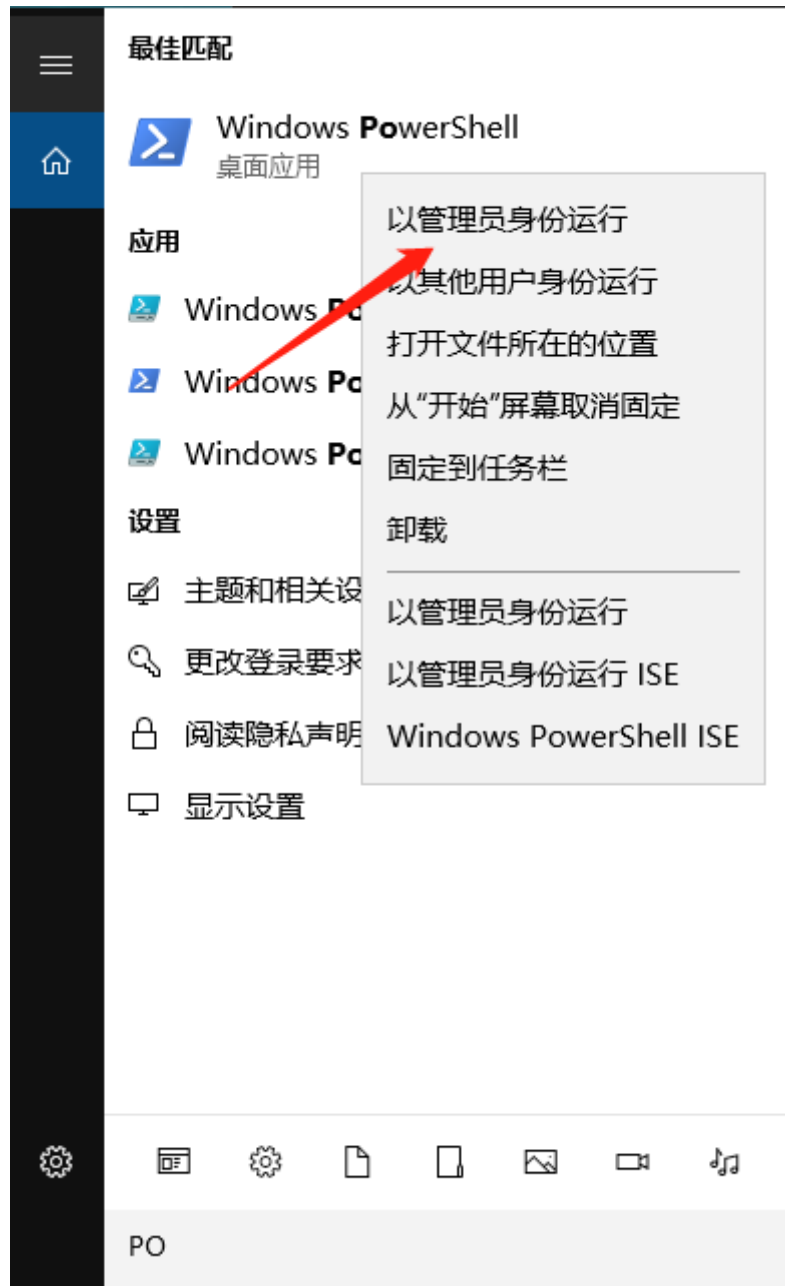 最佳匹配
Windows PowerShell
桌面应用
以管理员身份运行
以其他用户身份运行
打开文件所在的位置
从“开始”屏幕取消固定
固定到任务栏
卸载
以管理员身份运行
以管理员身份运行 ISE
Windows PowerShell ISE
应用
Windows Po
Windows Po
Windows Po
设置
主题和相关设
更改登录要求
阅读隐私声明
显示设置
PO